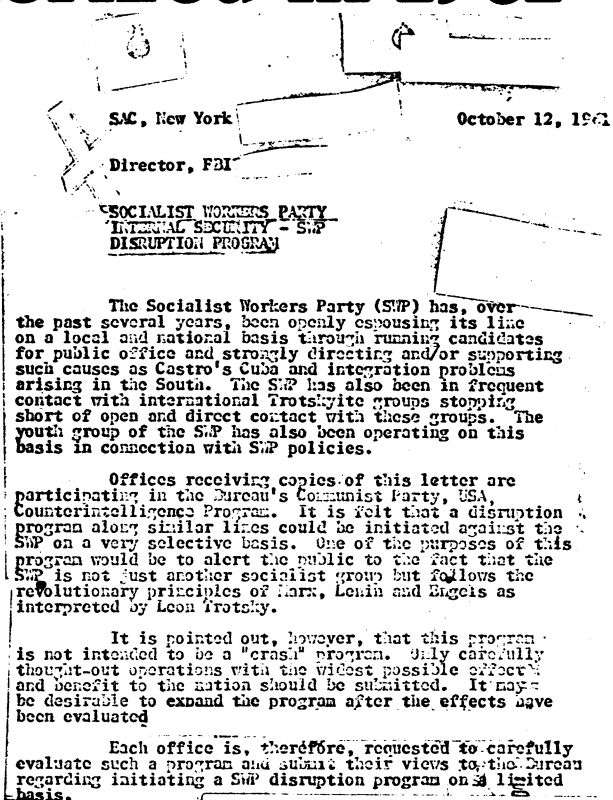 SAC, New York
October 12, 1961
Director, FBI
SOCIALIST WORKERS PARTY
INTERNAL SECURITY - SWP
DISRUPTION PROGRAM
The Socialist Workers Party (SWP) has, over
the past several years, been openly espousing its line
on a local and national basis through running candidates
for public office and strongly directing and/or supporting
such causes as Castro's Cuba and integration problems
arising in the South. The SWP has also been in frequent
contact with international Trotskyite groups stopping
short of open and direct contact with these groups. The
youth group of the SWP has also been operating on this
basis in connection with SWP policies.
Offices receiving copies of this letter are
participating in the Bureau's Communist Party, USA,
Counterintelligence Program. It is felt that a disruption
program along similar lines could be initiated against the
SWP on a very selective basis. One of the purposes of this
program would be to alert the public to the fact that the
SWP is not just another socialist group but follows the
revolutionary principles of Marx, Lenin and Engels as
interpreted by Leon Trotsky.
It is pointed out, however, that this program
is not intended to be a "crash" program. Only carefully
thought-out operations with the widest possible effect
and benefit to the nation should be submitted. It may
be desirable to expand the program after the effects have
been evaluated
Each office is, therefore, requested to carefully
evaluate such a program and submit their views to the Bureau
regarding initiating a SWP disruption program on a limited
basis.